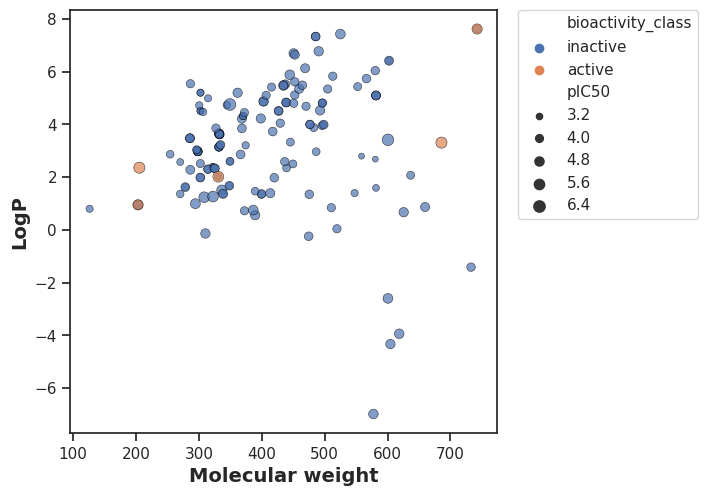 8
6
4
2
0
−2
−4
−6
LogP
100 200 300 400 500 600 700
Molecular weight
bioactivity_class
inactive
active
pIC50
3.2
4.0
4.8
5.6
6.4